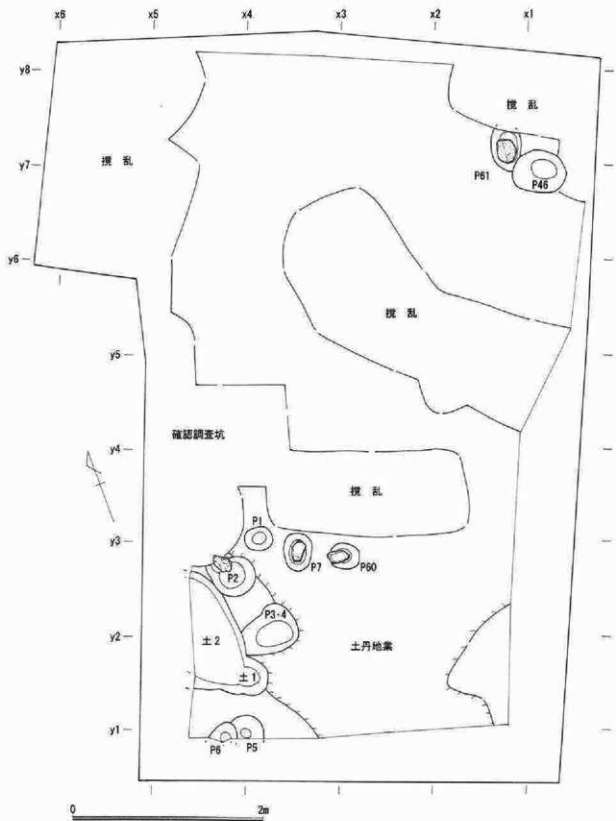 x6 x5 x4 x3 x2 x1
y8
攪 乱
攪 乱
y7
P61 P46
y6
攪 乱
y5
確認調査坑
y4
攪 乱
P1
y3
P7 P60
P2
P3・4
y2
土2 土丹地業
土1
y1
P6 P5
0 2m